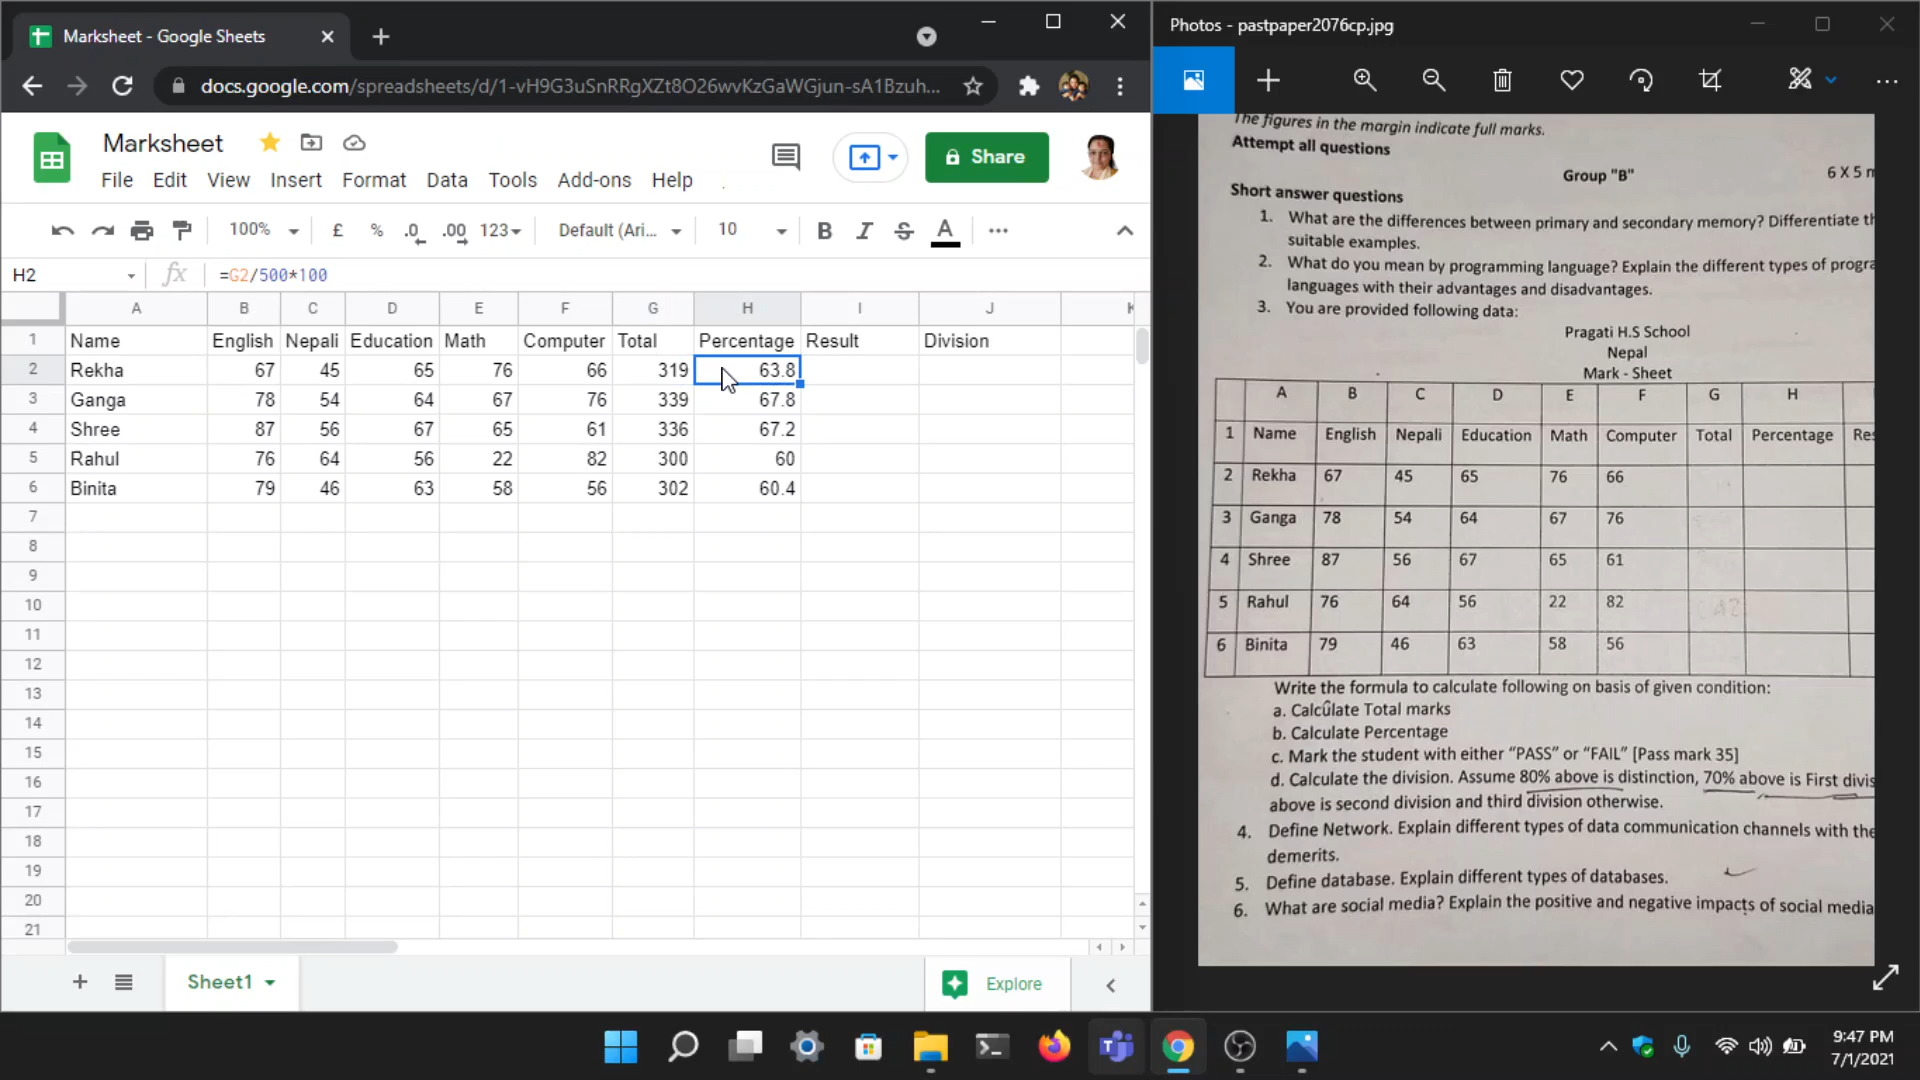 Marksheet - Google Sheets
docs.google.com/spreadsheets/d/1-vH9G3uSnRRgXZt8O26wvKzGaWGjun-sA1Bzuh...
Marksheet
Share
File Edit View Insert Format Data Tools Add-ons Help
100% £ % .0 .00 123 Default (Ari... 10 B I S A
H2 fx =G2/500*100
A B C D E F G H I J K
1 Name English Nepali Education Math Computer Total Percentage Result Division
2 Rekha 67 45 65 76 66 319 63.8
3 Ganga 78 54 64 67 76 339 67.8
4 Shree 87 56 67 65 61 336 67.2
5 Rahul 76 64 56 22 82 300 60
6 Binita 79 46 63 58 56 302 60.4
7
8
9
10
11
12
13
14
15
16
17
18
19
20
21
Sheet1
Explore
Photos - pastpaper2076cp.jpg
The figures in the margin indicate full marks.
Attempt all questions
Group "B" 6 X 5
Short answer questions
1. What are the differences between primary and secondary memory? Differentiate
suitable examples.
2. What do you mean by programming language? Explain the different types of
languages with their advantages and disadvantages.
3. You are provided following data:
Pragati H.S School
Nepal
Mark - Sheet
A B C D E F G H
1 Name English Nepali Education Math Computer Total Percentage
2 Rekha 67 45 65 76 66
3 Ganga 78 54 64 67 76
4 Shree 87 56 67 65 61
5 Rahul 76 64 56 22 82
6 Binita 79 46 63 58 56
Write the formula to calculate following on basis of given condition:
a. Calculate Total marks
b. Calculate Percentage
c. Mark the student with either “PASS” or “FAIL” [Pass mark 35]
d. Calculate the division. Assume 80% above is distinction, 70% above is First
above is second division and third division otherwise.
4. Define Network. Explain different types of data communication channels with
demerits.
5. Define database. Explain different types of databases.
6. What are social media? Explain the positive and negative impacts of social media
9:47 PM
7/1/2021